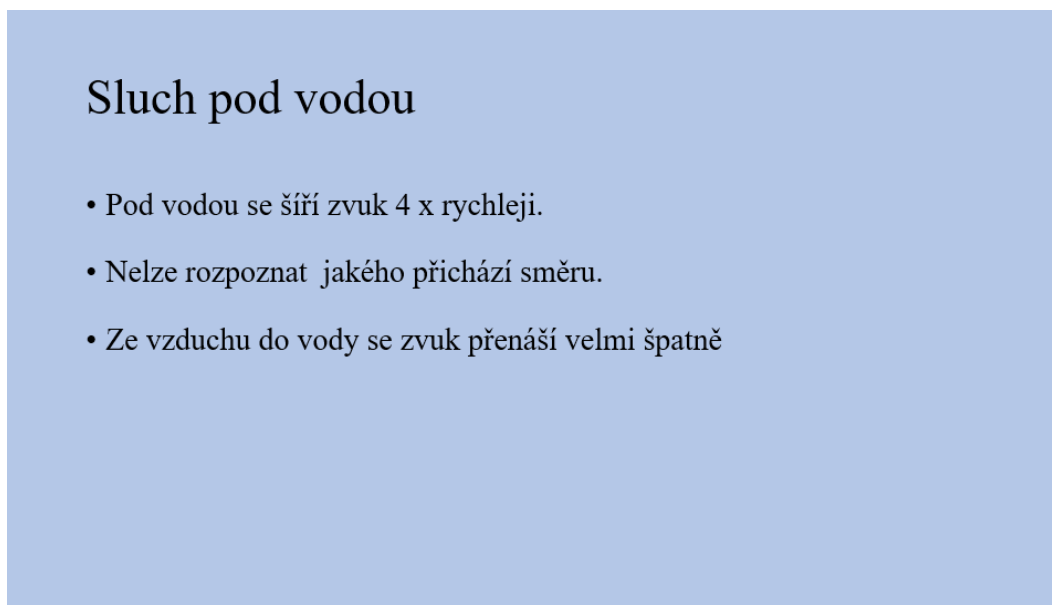 Sluch pod vodou
• Pod vodou se šíří zvuk 4 x rychleji.
• Nelze rozpoznat  jakého přichází směru.
• Ze vzduchu do vody se zvuk přenáší velmi špatně